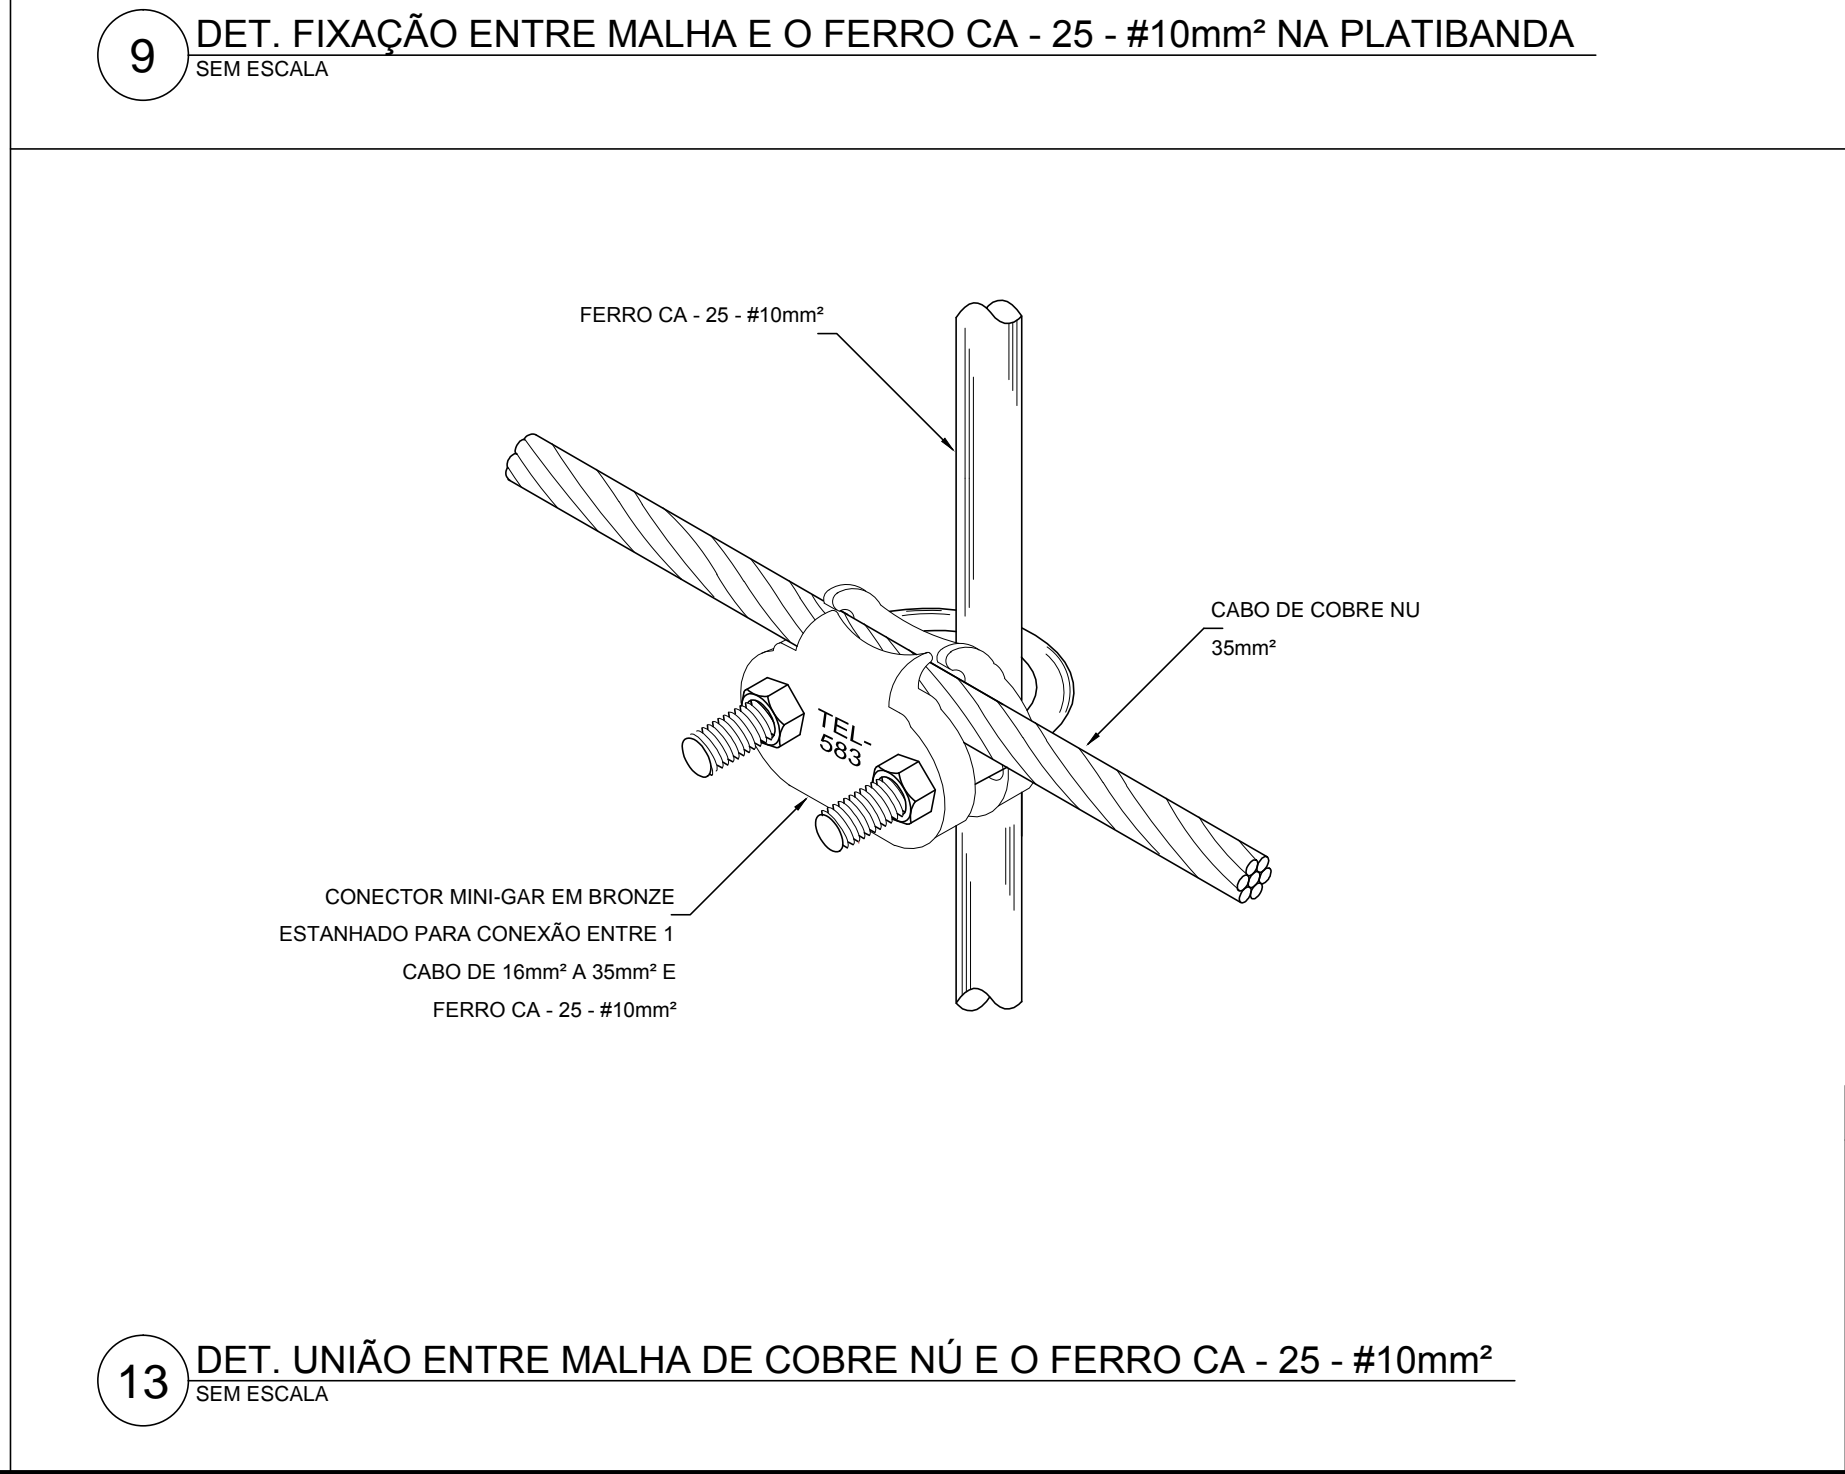 9
DET. FIXAÇÃO ENTRE MALHA E O FERRO CA - 25 - #10mm² NA PLATIBANDA
SEM ESCALA
FERRO CA - 25 - #10mm²
CABO DE COBRE NU
35mm²
TEL-
583
CONECTOR MINI-GAR EM BRONZE
ESTANHADO PARA CONEXÃO ENTRE 1
CABO DE 16mm² A 35mm² E
FERRO CA - 25 - #10mm²
13
DET. UNIÃO ENTRE MALHA DE COBRE NÚ E O FERRO CA - 25 - #10mm²
SEM ESCALA